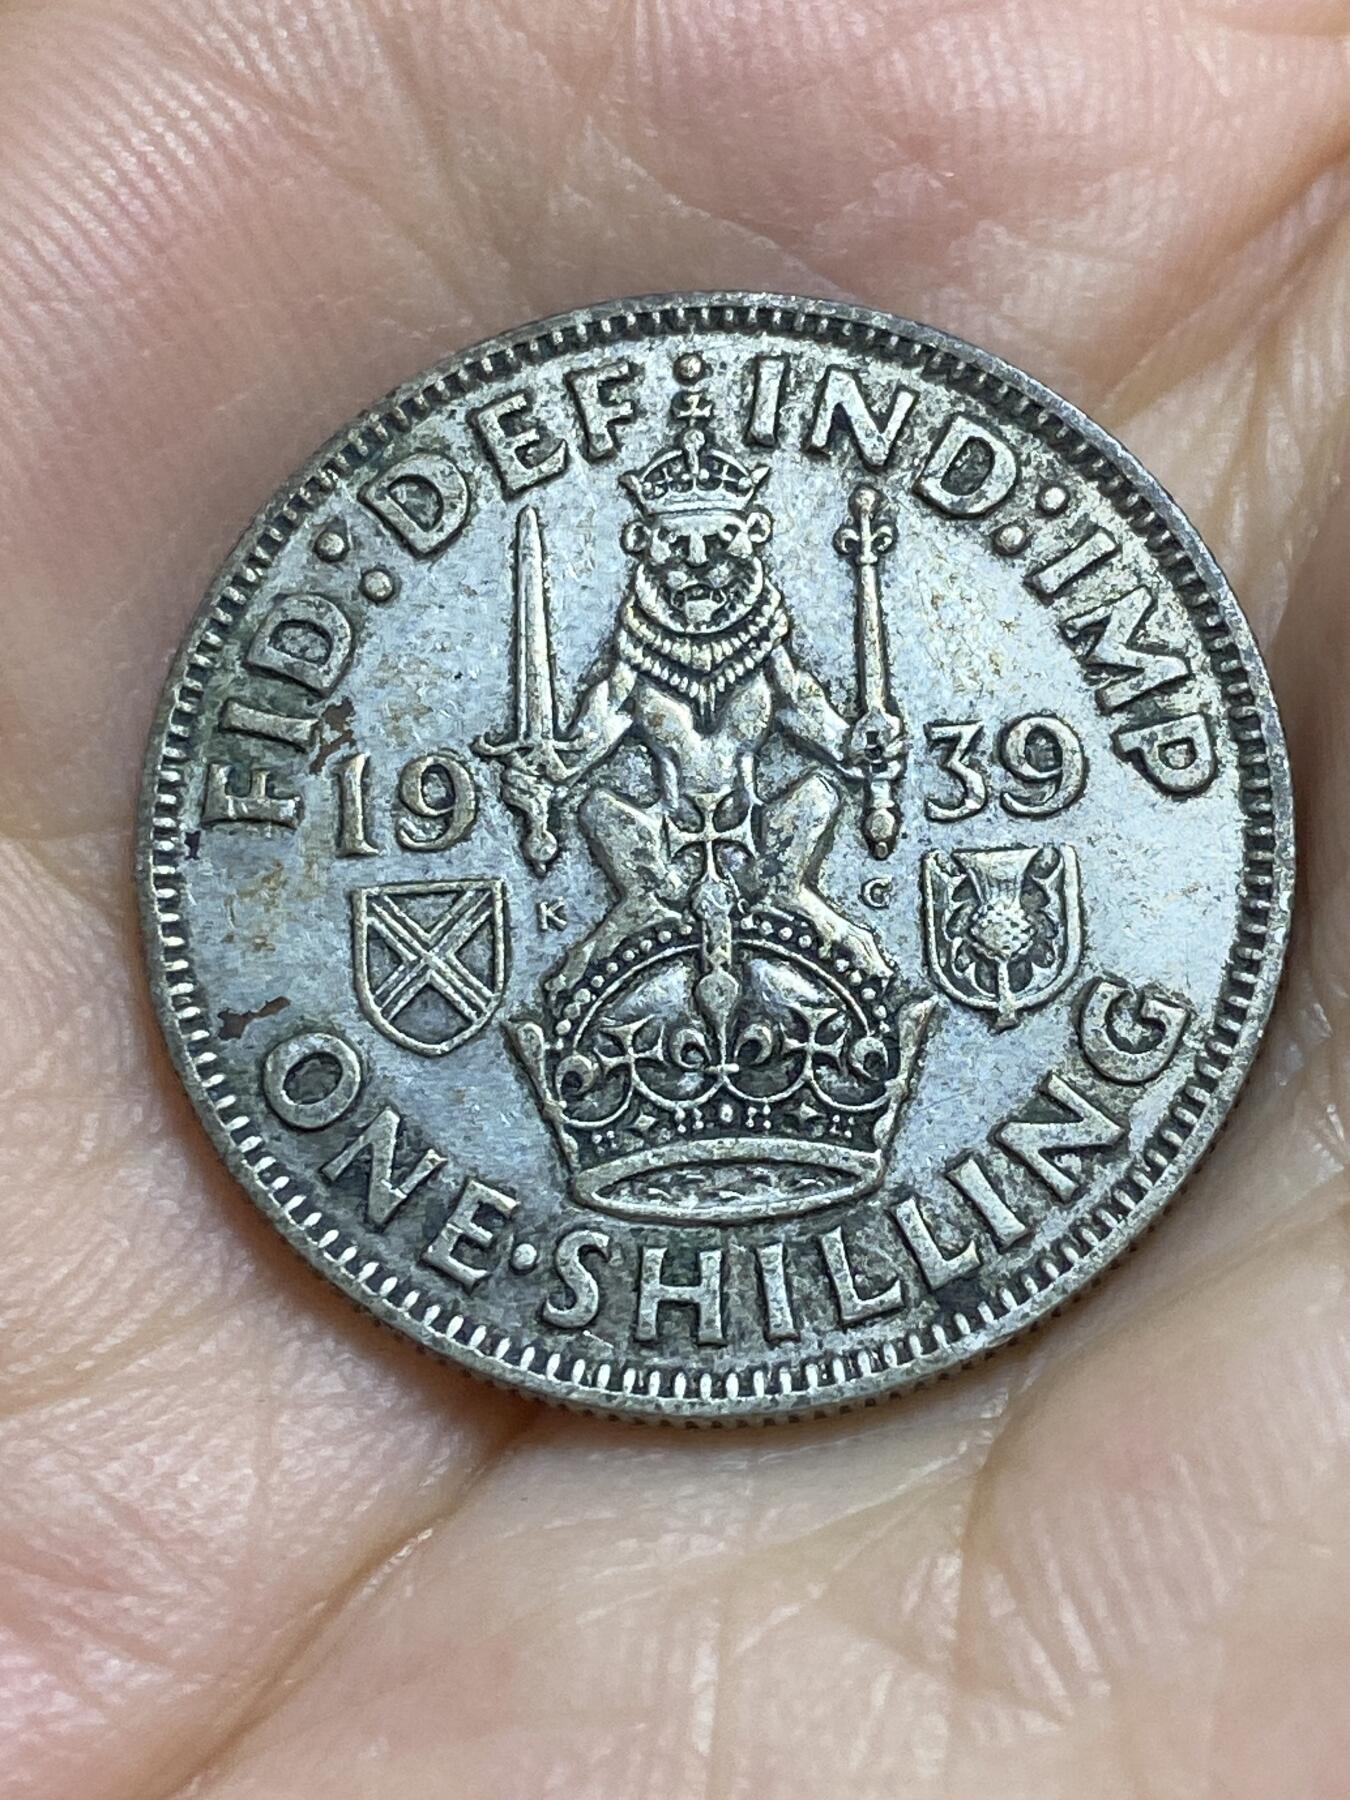 FID:DEF:IND:IMP
19 39
K G
ONE·SHILLING